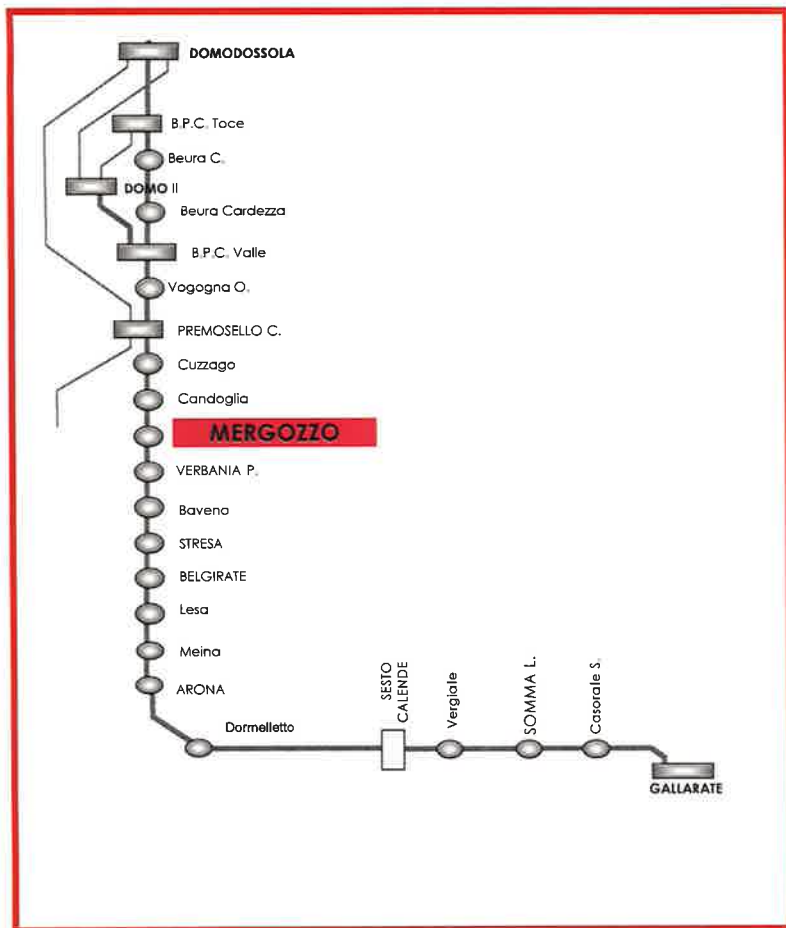 DOMODOSSOLA
B.P.C. Toce
Beura C.
DOMO II
Beura Cardezza
B.P.C. Valle
Vogogna O.
PREMOSELLO C.
Cuzzago
Candoglia
MERGOZZO
VERBANIA P.
Baveno
STRESA
BELGIRATE
Lesa
Meina
ARONA
Dormelletto
SESTO
CALENDE
Vergiate
SOMMA L.
Casorate S.
GALLARATE